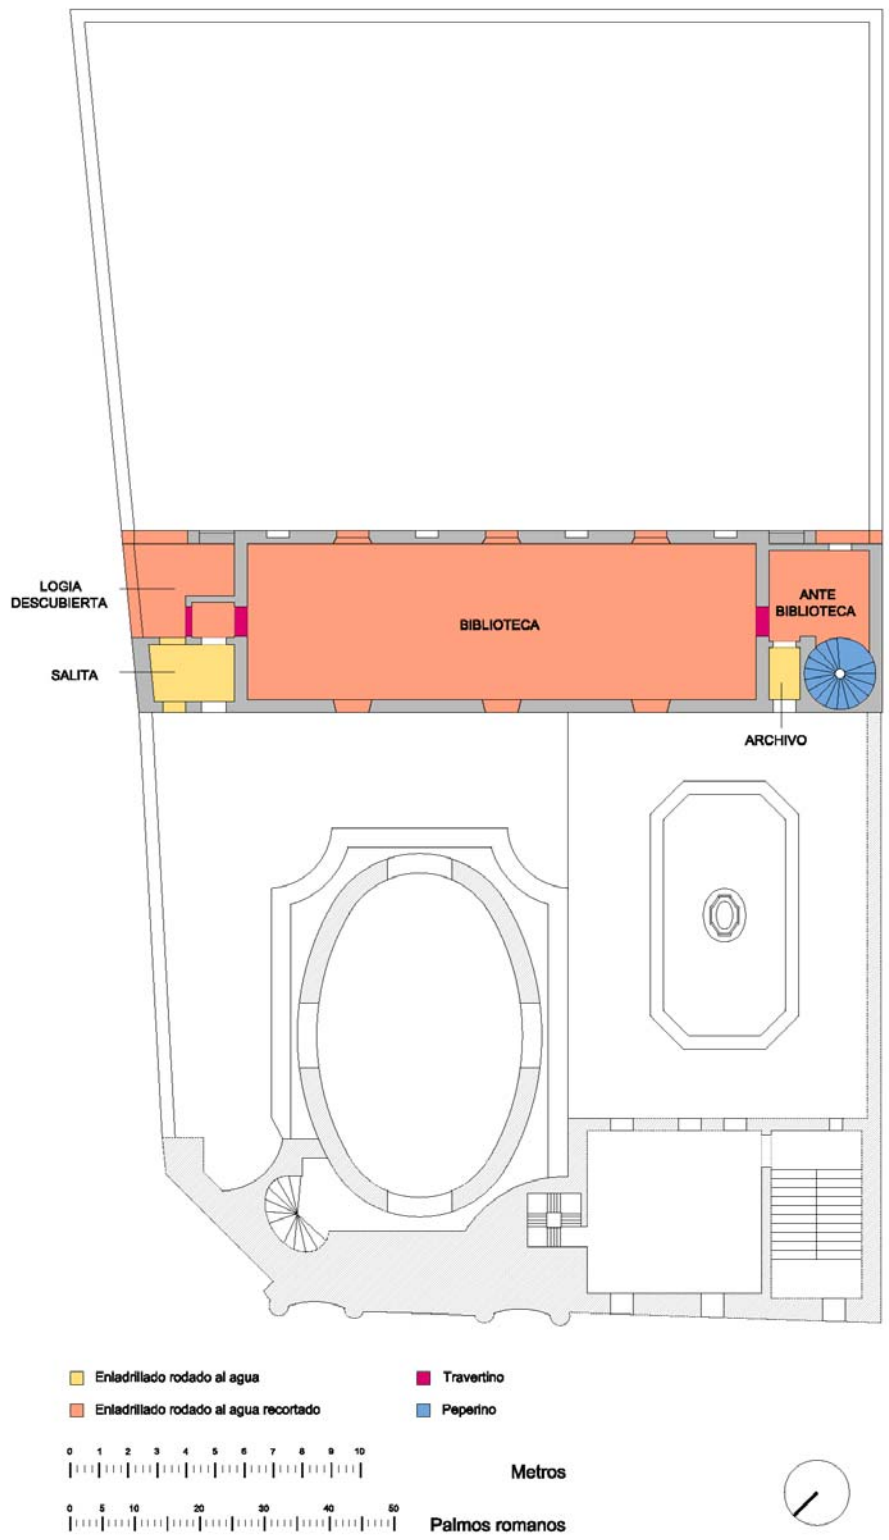 LOGIA
DESCUBIERTA
SALITA
BIBLIOTECA
ANTE
BIBLIOTECA
ARCHIVO
Enladrillado rodado al agua
Enladrillado rodado al agua recortado
Travertino
Peperino
0 1 2 3 4 5 6 7 8 9 10
Metros
0 5 10 20 30 40 50
Palmos romanos